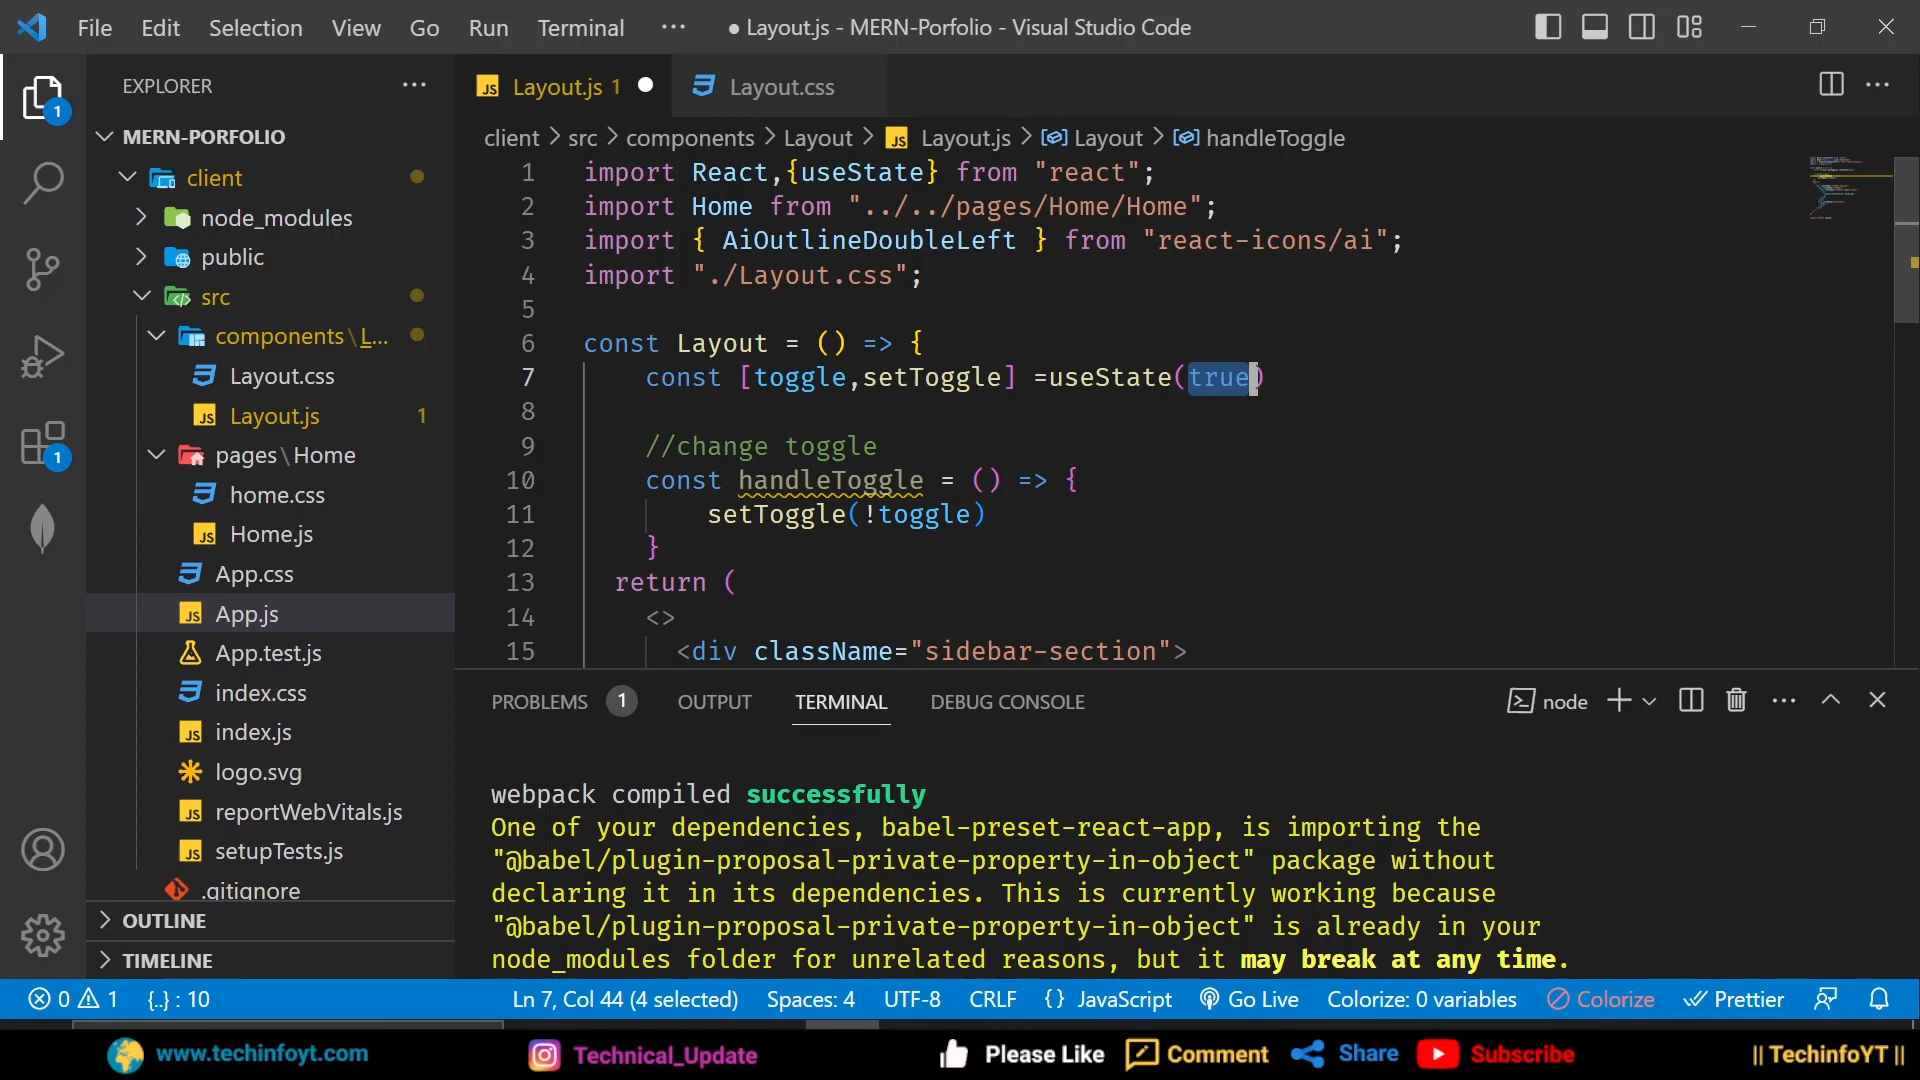 File Edit Selection View Go Run Terminal ··· ● Layout.js - MERN-Porfolio - Visual Studio Code
EXPLORER ···
MERN-PORFOLIO
client
node_modules
public
src
components\L...
Layout.css
Layout.js 1
pages\Home
home.css
Home.js
App.css
App.js
App.test.js
index.css
index.js
logo.svg
reportWebVitals.js
setupTests.js
.gitignore
OUTLINE
TIMELINE
1
1
JS Layout.js 1 ● Layout.css
client > src > components > Layout > JS Layout.js > Layout > handleToggle
1 import React,{useState} from "react";
2 import Home from "../../pages/Home/Home";
3 import { AiOutlineDoubleLeft } from "react-icons/ai";
4 import "./Layout.css";
5
6 const Layout = () => {
7 const [toggle,setToggle] =useState(true)
8
9 //change toggle
10 const handleToggle = () => {
11 setToggle(!toggle)
12 }
13 return (
14 <>
15 <div className="sidebar-section">
PROBLEMS 1 OUTPUT TERMINAL DEBUG CONSOLE node
webpack compiled successfully
One of your dependencies, babel-preset-react-app, is importing the
"@babel/plugin-proposal-private-property-in-object" package without
declaring it in its dependencies. This is currently working because
"@babel/plugin-proposal-private-property-in-object" is already in your
node_modules folder for unrelated reasons, but it may break at any time.
0 1 {..} : 10 Ln 7, Col 44 (4 selected) Spaces: 4 UTF-8 CRLF {} JavaScript Go Live Colorize: 0 variables Colorize Prettier
www.techinfoyt.com Technical_Update Please Like Comment Share Subscribe || TechinfoYT ||